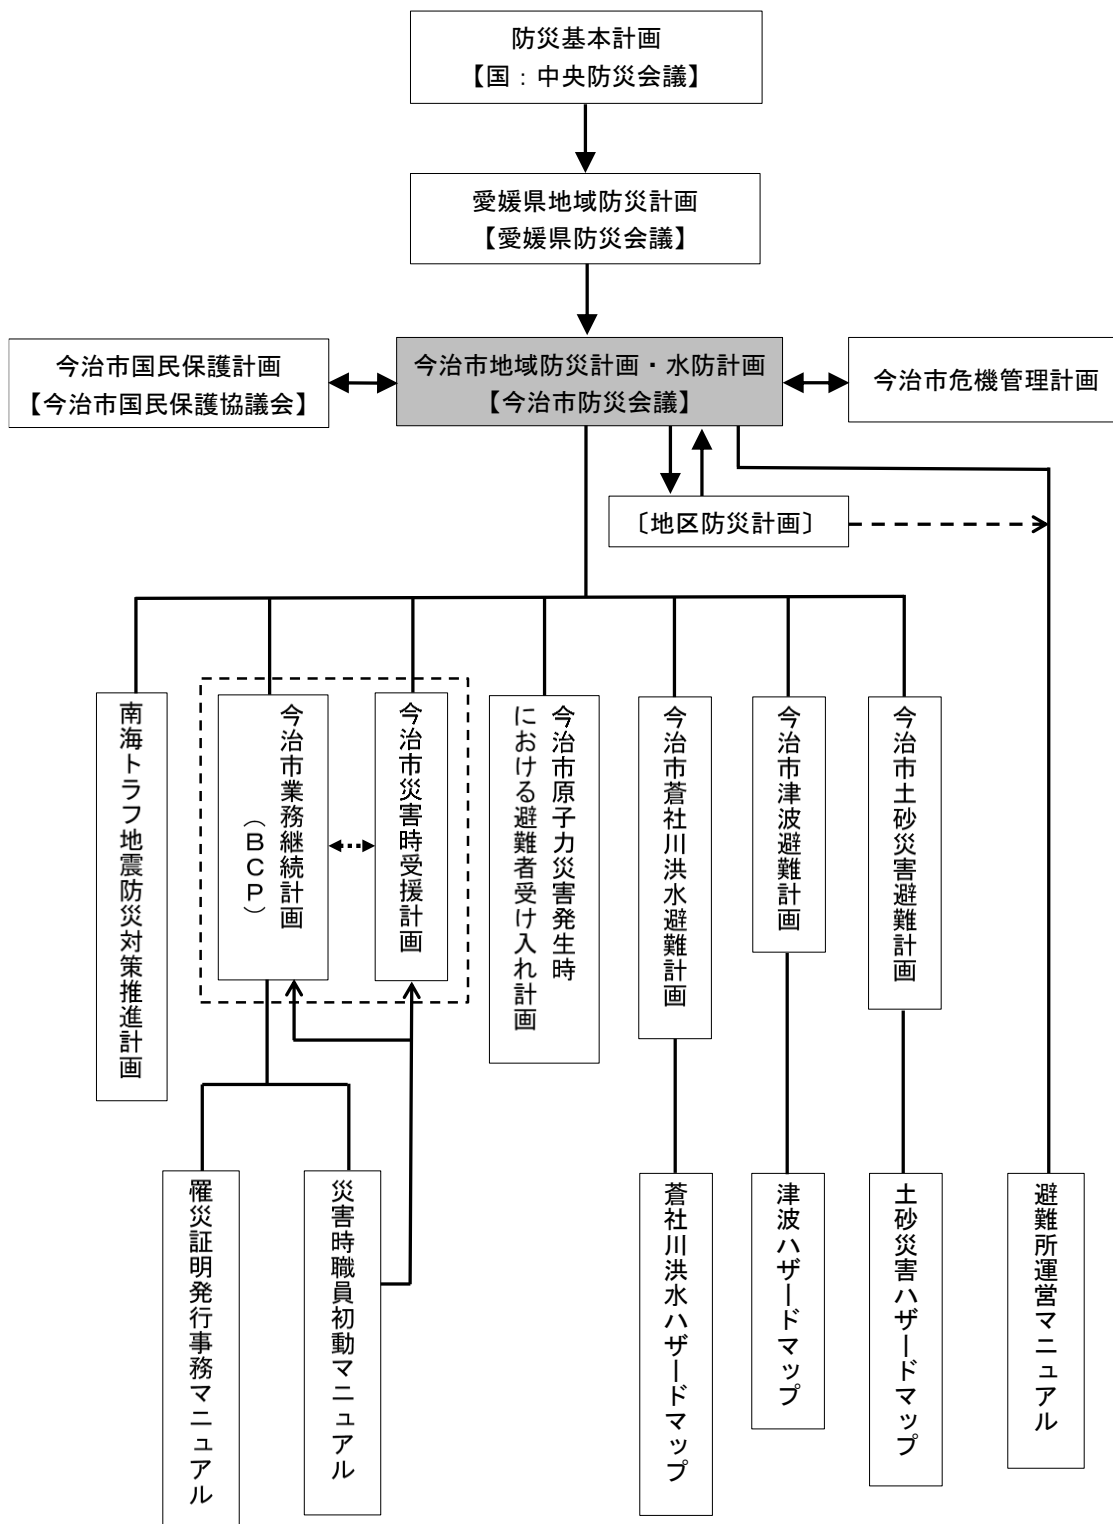 防災基本計画
【国：中央防災会議】
愛媛県地域防災計画
【愛媛県防災会議】
今治市国民保護計画
【今治市国民保護協議会】
今治市地域防災計画・水防計画
【今治市防災会議】
今治市危機管理計画
〔地区防災計画〕
南海トラフ地震防災対策推進計画
今治市業務継続計画
（ＢＣＰ）
今治市災害時受援計画
今治市原子力災害発生時
における避難者受け入れ計画
今治市蒼社川洪水避難計画
今治市津波避難計画
今治市土砂災害避難計画
罹災証明発行事務マニュアル
災害時職員初動マニュアル
蒼社川洪水ハザードマップ
津波ハザードマップ
土砂災害ハザードマップ
避難所運営マニュアル